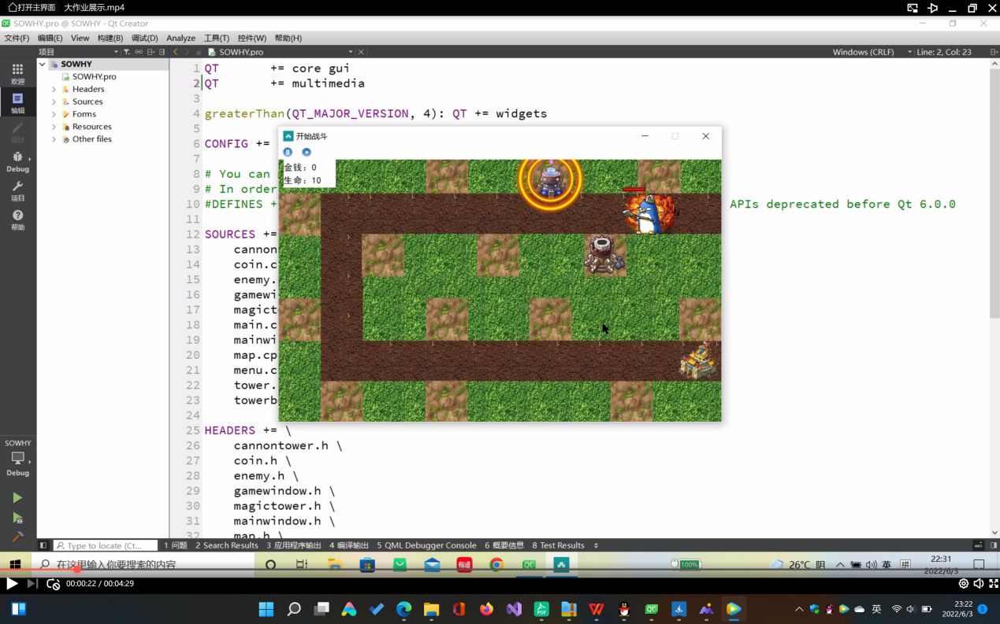 打开主界面 大作业展示.mp4
SOWHY.pro @ SOWHY - Qt Creator
文件(F) 编辑(E) View 构建(B) 调试(D) Analyze 工具(T) 控件(W) 帮助(H)
项目 SOWHY.pro Windows (CRLF) Line: 2, Col: 23
欢迎
编辑
设计
Debug
项目
帮助
SOWHY
Debug
SOWHY
SOWHY.pro
Headers
Sources
Forms
Resources
Other files
1 QT += core gui
2 QT += multimedia
3
4 greaterThan(QT_MAJOR_VERSION, 4): QT += widgets
5
6 CONFIG +=
7
8 # You can
9 # In order
10 #DEFINES + APIs deprecated before Qt 6.0.0
11
12 SOURCES +=
13 cannon
14 coin.c
15 enemy.
16 gamewi
17 magict
18 main.c
19 mainwi
20 map.cp
21 menu.c
22 tower.
23 towerb
24
25 HEADERS += \
26 cannontower.h \
27 coin.h \
28 enemy.h \
29 gamewindow.h \
30 magictower.h \
31 mainwindow.h \
32 map.h \
开始战斗
金钱：0
生命：10
Type to locate (Ct... 1 问题 2 Search Results 3 应用程序输出 4 编译输出 5 QML Debugger Console 6 概要信息 8 Test Results
在这里输入你要搜索的内容 有道 QC 100% 26°C 阴 英 拼 22:31
2022/6/3
00:00:22 / 00:04:29
PDF QC 英 23:22
2022/6/3 3